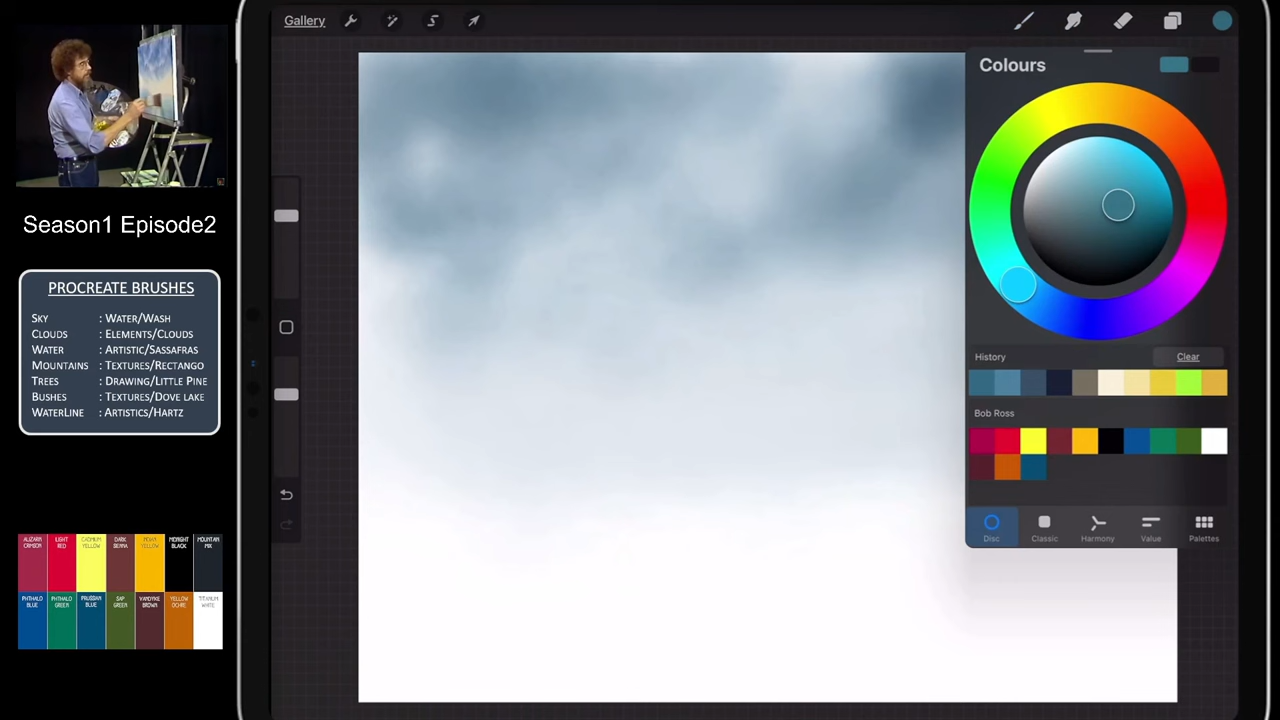 Gallery
Colours
Season1 Episode2
PROCREATE BRUSHES
SKY : WATER/WASH
CLOUDS : ELEMENTS/CLOUDS
WATER : ARTISTIC/SASSAFRAS
MOUNTAINS : TEXTURES/RECTANGO
TREES : DRAWING/LITTLE PINE
BUSHES : TEXTURES/DOVE LAKE
WATERLINE : ARTISTICS/HARTZ
History Clear
Bob Ross
Disc Classic Harmony Value Palettes
ALIZARIN CRIMSON
LIGHT RED
CADMIUM YELLOW
DARK SIENNA
INDIAN YELLOW
MIDNIGHT BLACK
MOUNTAIN MIX
PHTHALO BLUE
PHTHALO GREEN
PRUSSIAN BLUE
SAP GREEN
VANDYKE BROWN
YELLOW OCHRE
TITANIUM WHITE